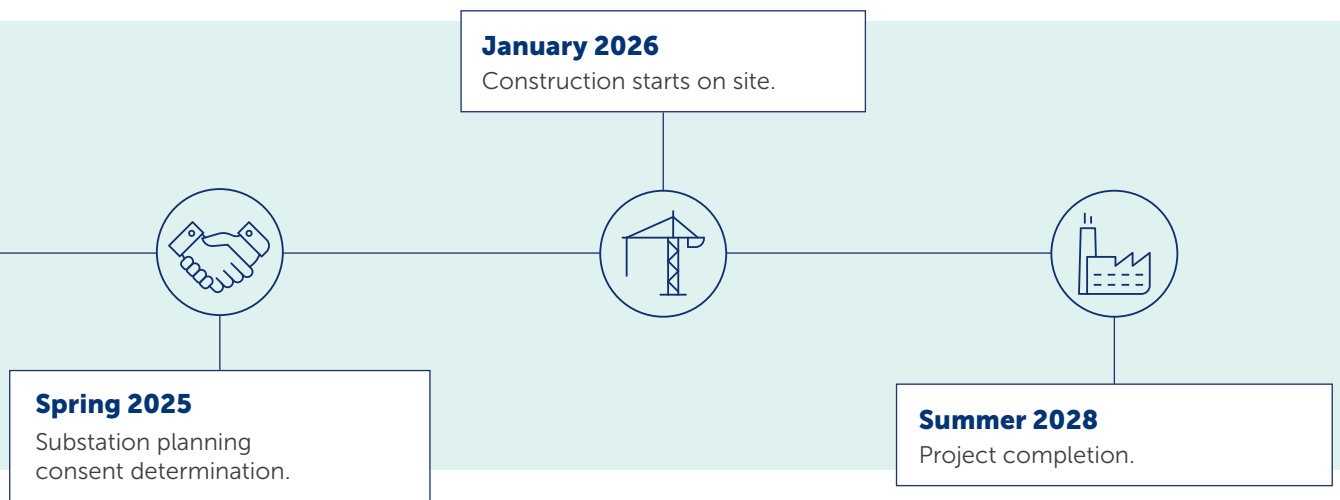 January 2026
Construction starts on site.
Spring 2025
Substation planning
consent determination.
Summer 2028
Project completion.